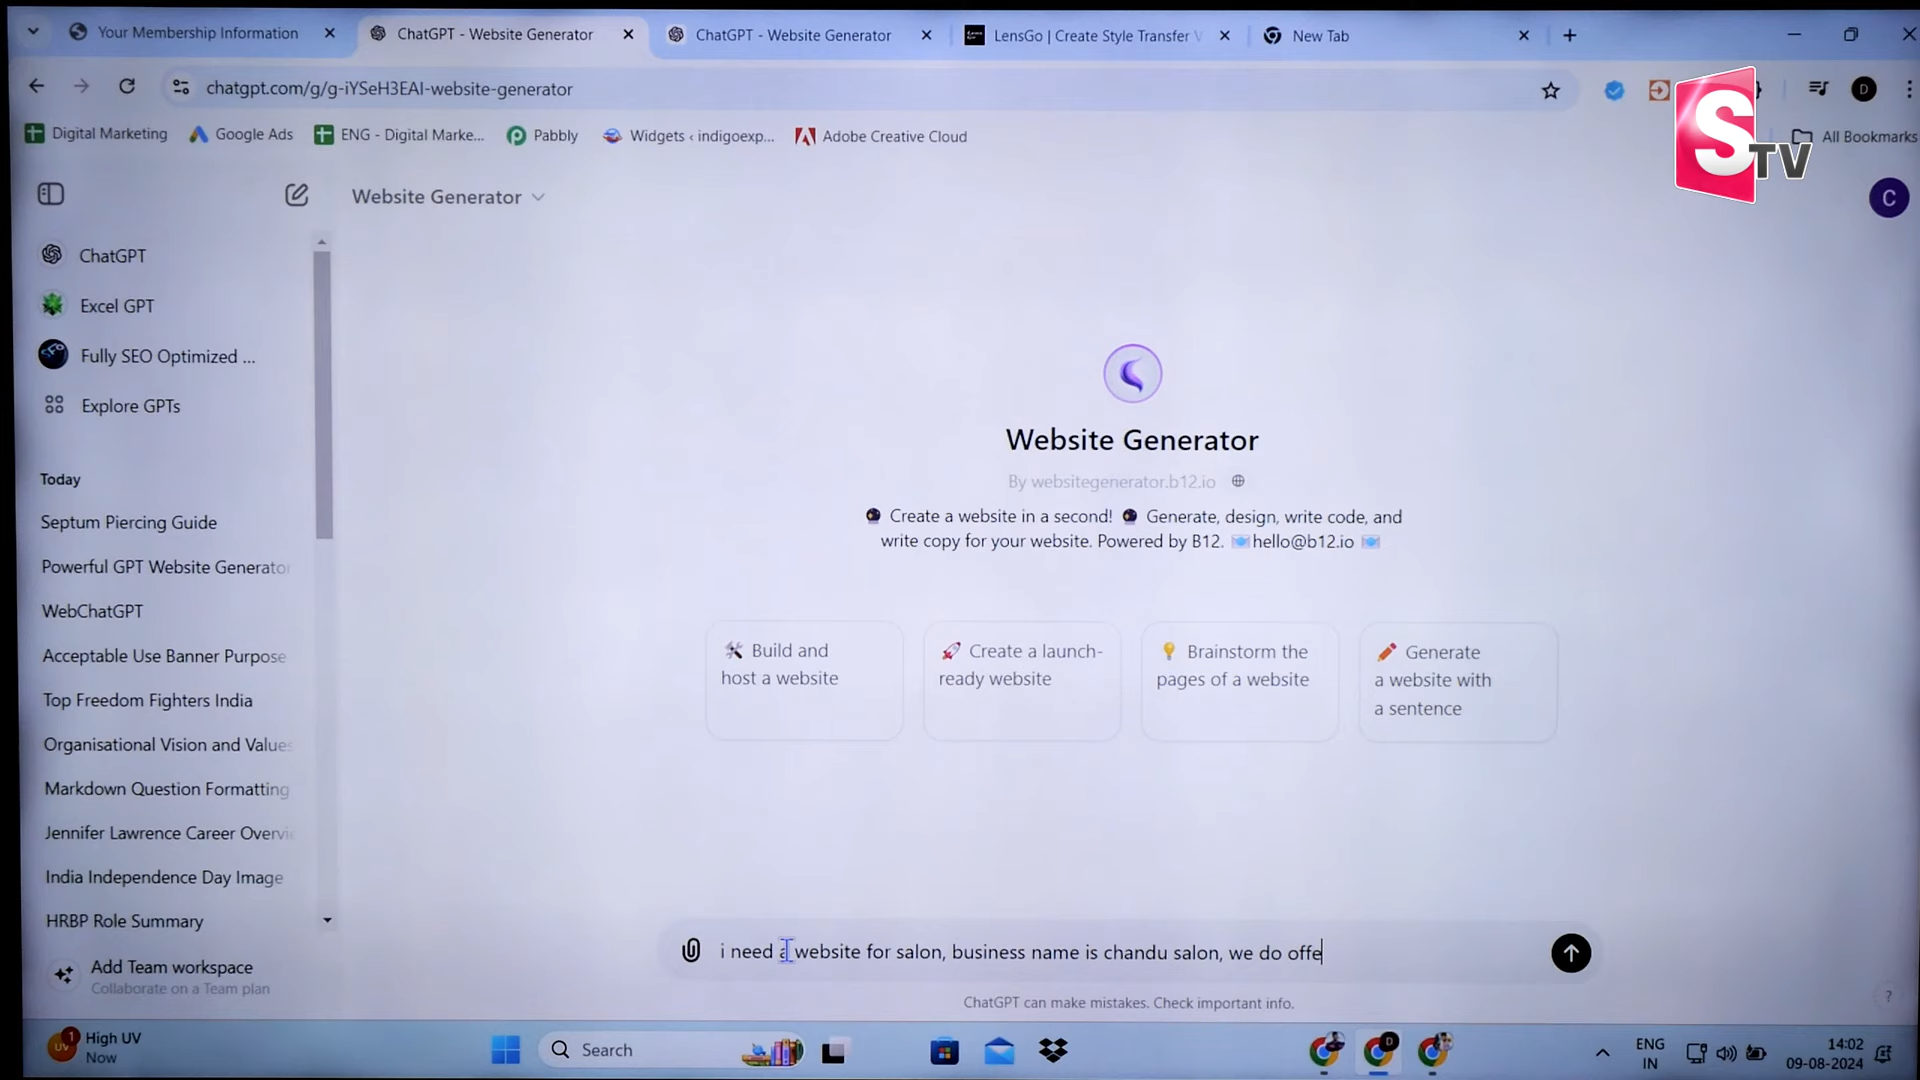 Your Membership Information
ChatGPT - Website Generator
ChatGPT - Website Generator
LensGo | Create Style Transfer V
New Tab
chatgpt.com/g/g-iYSeH3EAI-website-generator
D
Digital Marketing
Google Ads
ENG - Digital Marke...
Pabbly
Widgets ‹ indigoexp...
Adobe Creative Cloud
All Bookmarks
S TV
Website Generator
C
ChatGPT
Excel GPT
Fully SEO Optimized ...
Explore GPTs
Today
Septum Piercing Guide
Powerful GPT Website Generator
WebChatGPT
Acceptable Use Banner Purpose
Top Freedom Fighters India
Organisational Vision and Values
Markdown Question Formatting
Jennifer Lawrence Career Overvi
India Independence Day Image
HRBP Role Summary
Add Team workspace
Collaborate on a Team plan
Website Generator
By websitegenerator.b12.io
🔮 Create a website in a second! 🔮 Generate, design, write code, and
write copy for your website. Powered by B12. 📧hello@b12.io 📧
🛠 Build and
host a website
🚀 Create a launch-
ready website
💡 Brainstorm the
pages of a website
✏️ Generate
a website with
a sentence
i need a website for salon, business name is chandu salon, we do offe
ChatGPT can make mistakes. Check important info.
?
UV
1
High UV
Now
Search
D
ENG
IN
14:02
09-08-2024